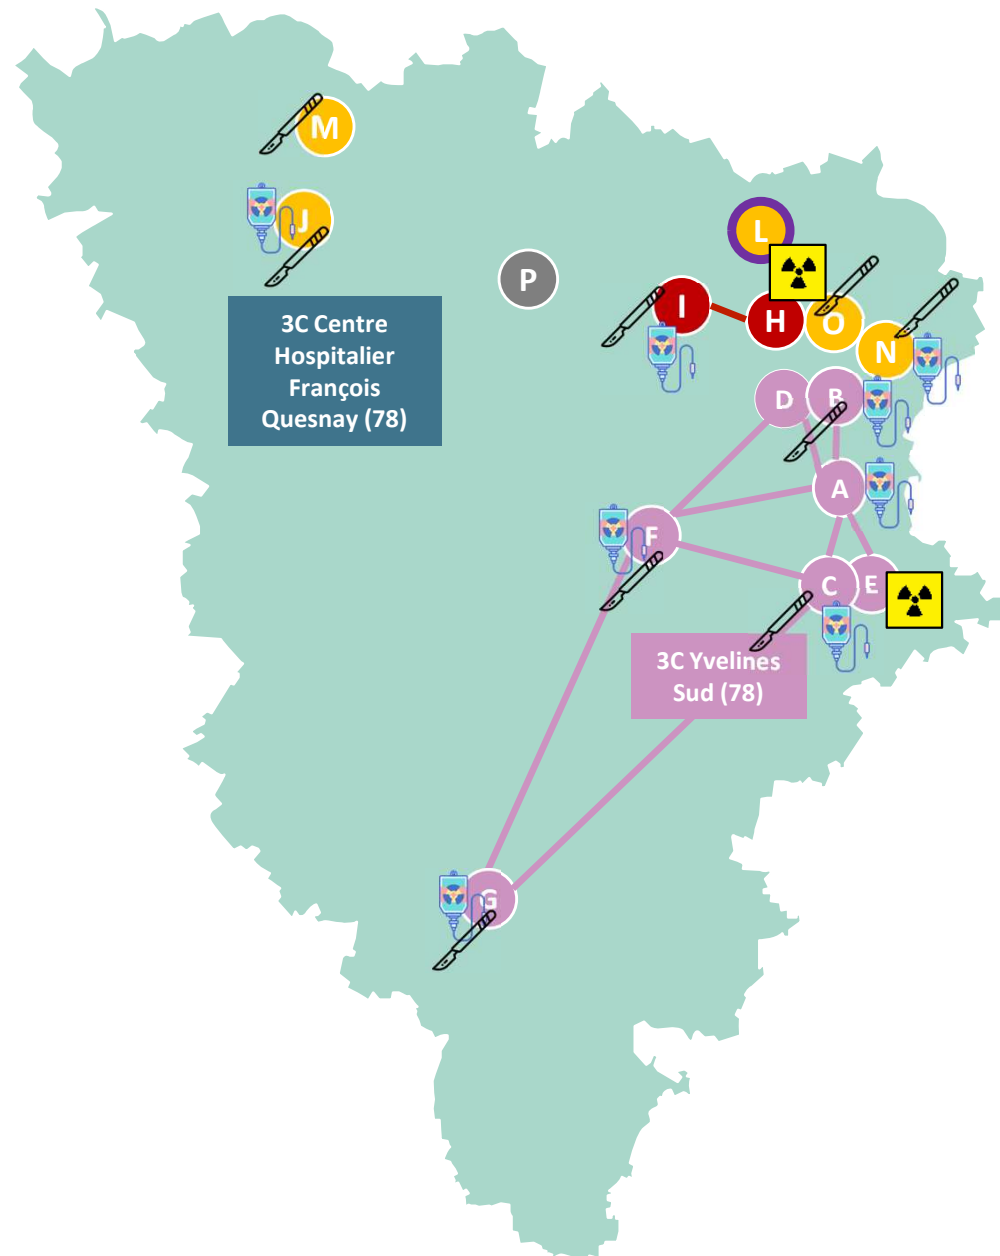 M
J
L
P
I
H
O
N
3C Centre
Hospitalier
François
Quesnay (78)
D
B
A
F
C
E
3C Yvelines
Sud (78)
G